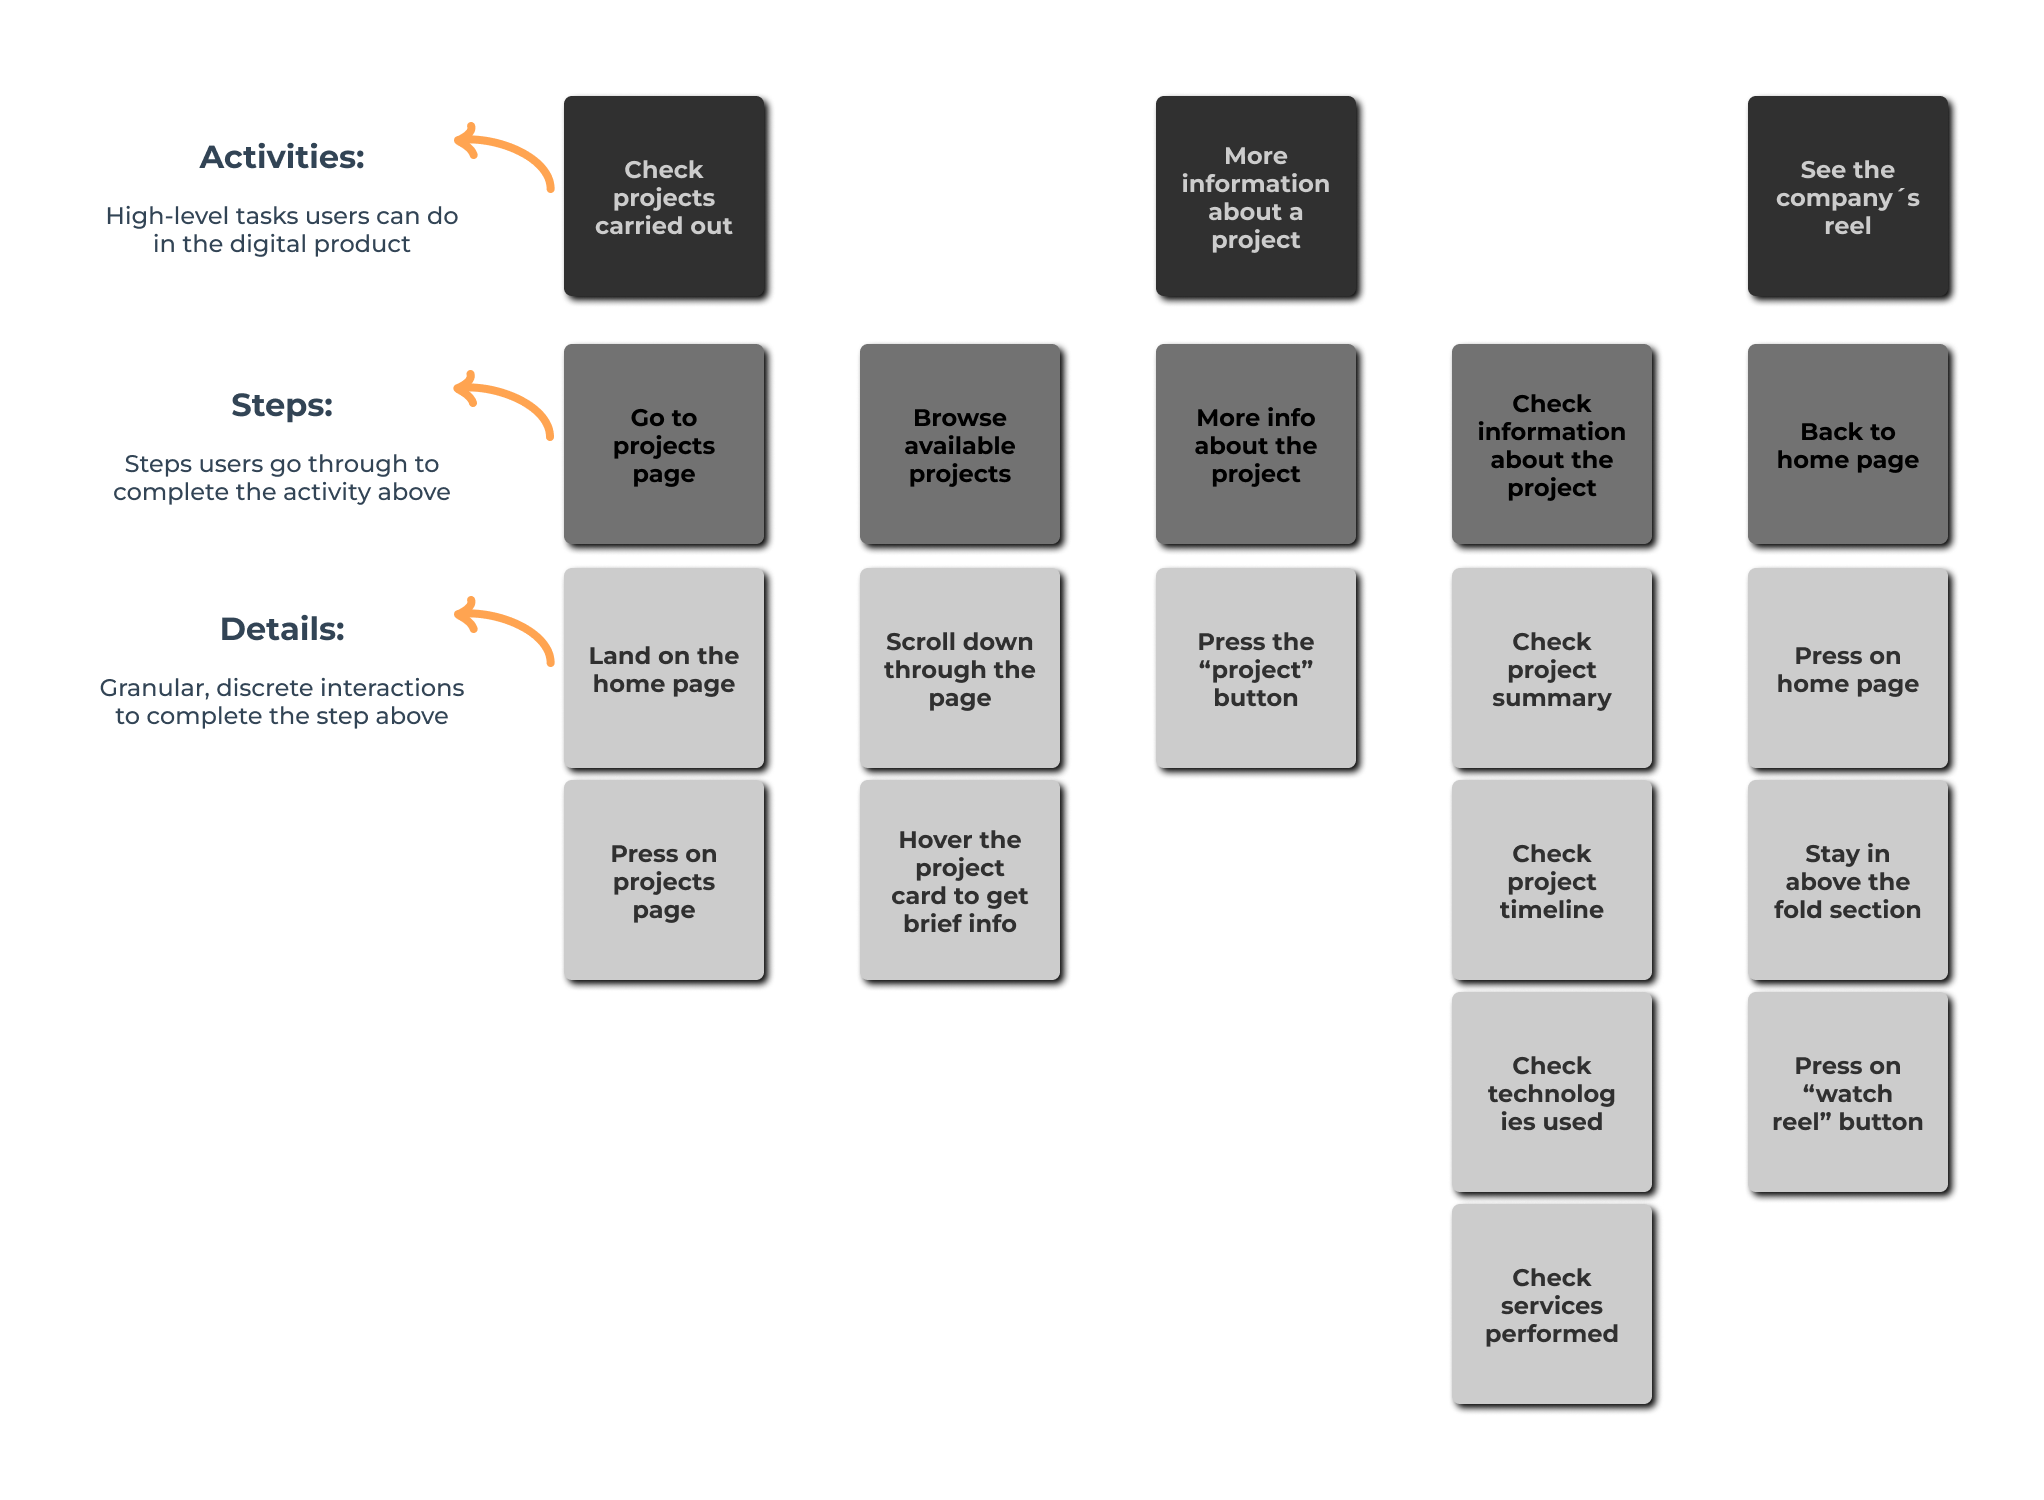 Activities:
High-level tasks users can do
in the digital product
Check
projects
carried out
More
information
about a
project
See the
company´s
reel
Steps:
Steps users go through to
complete the activity above
Go to
projects
page
Browse
available
projects
More info
about the
project
Check
information
about the
project
Back to
home page
Details:
Granular, discrete interactions
to complete the step above
Land on the
home page
Scroll down
through the
page
Press the
“project”
button
Check
project
summary
Press on
home page
Press on
projects
page
Hover the
project
card to get
brief info
Check
project
timeline
Stay in
above the
fold section
Check
technolog
ies used
Press on
“watch
reel” button
Check
services
performed